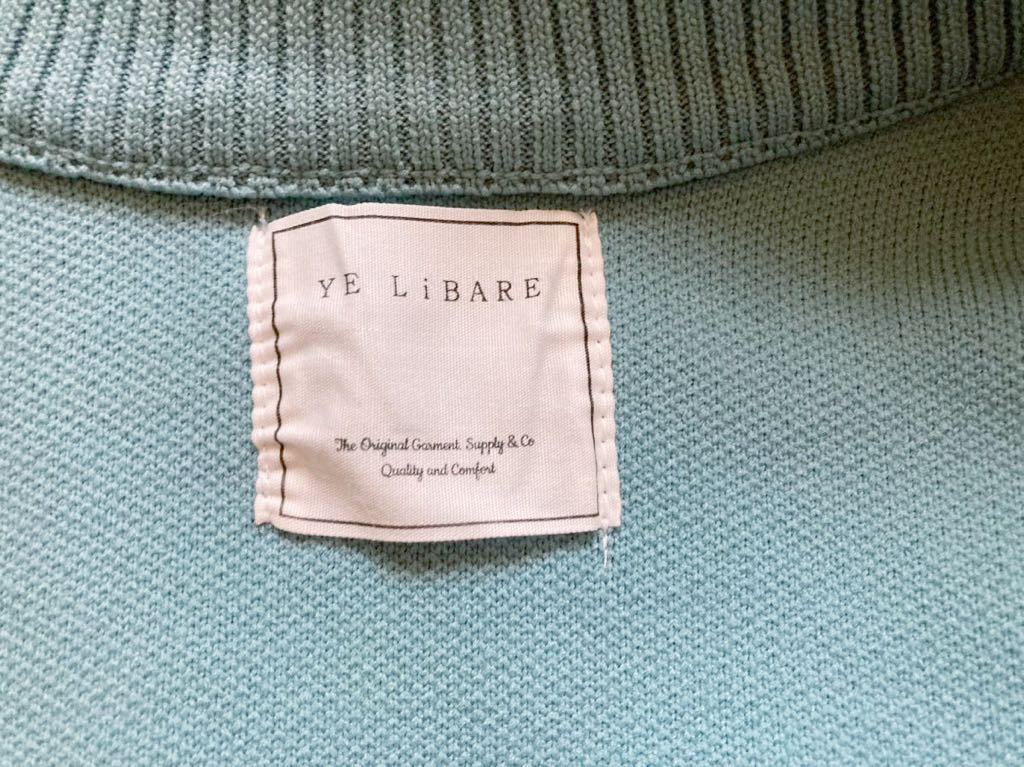 YE LiBARE
The Original Garment. Supply & Co
Quality and Comfort